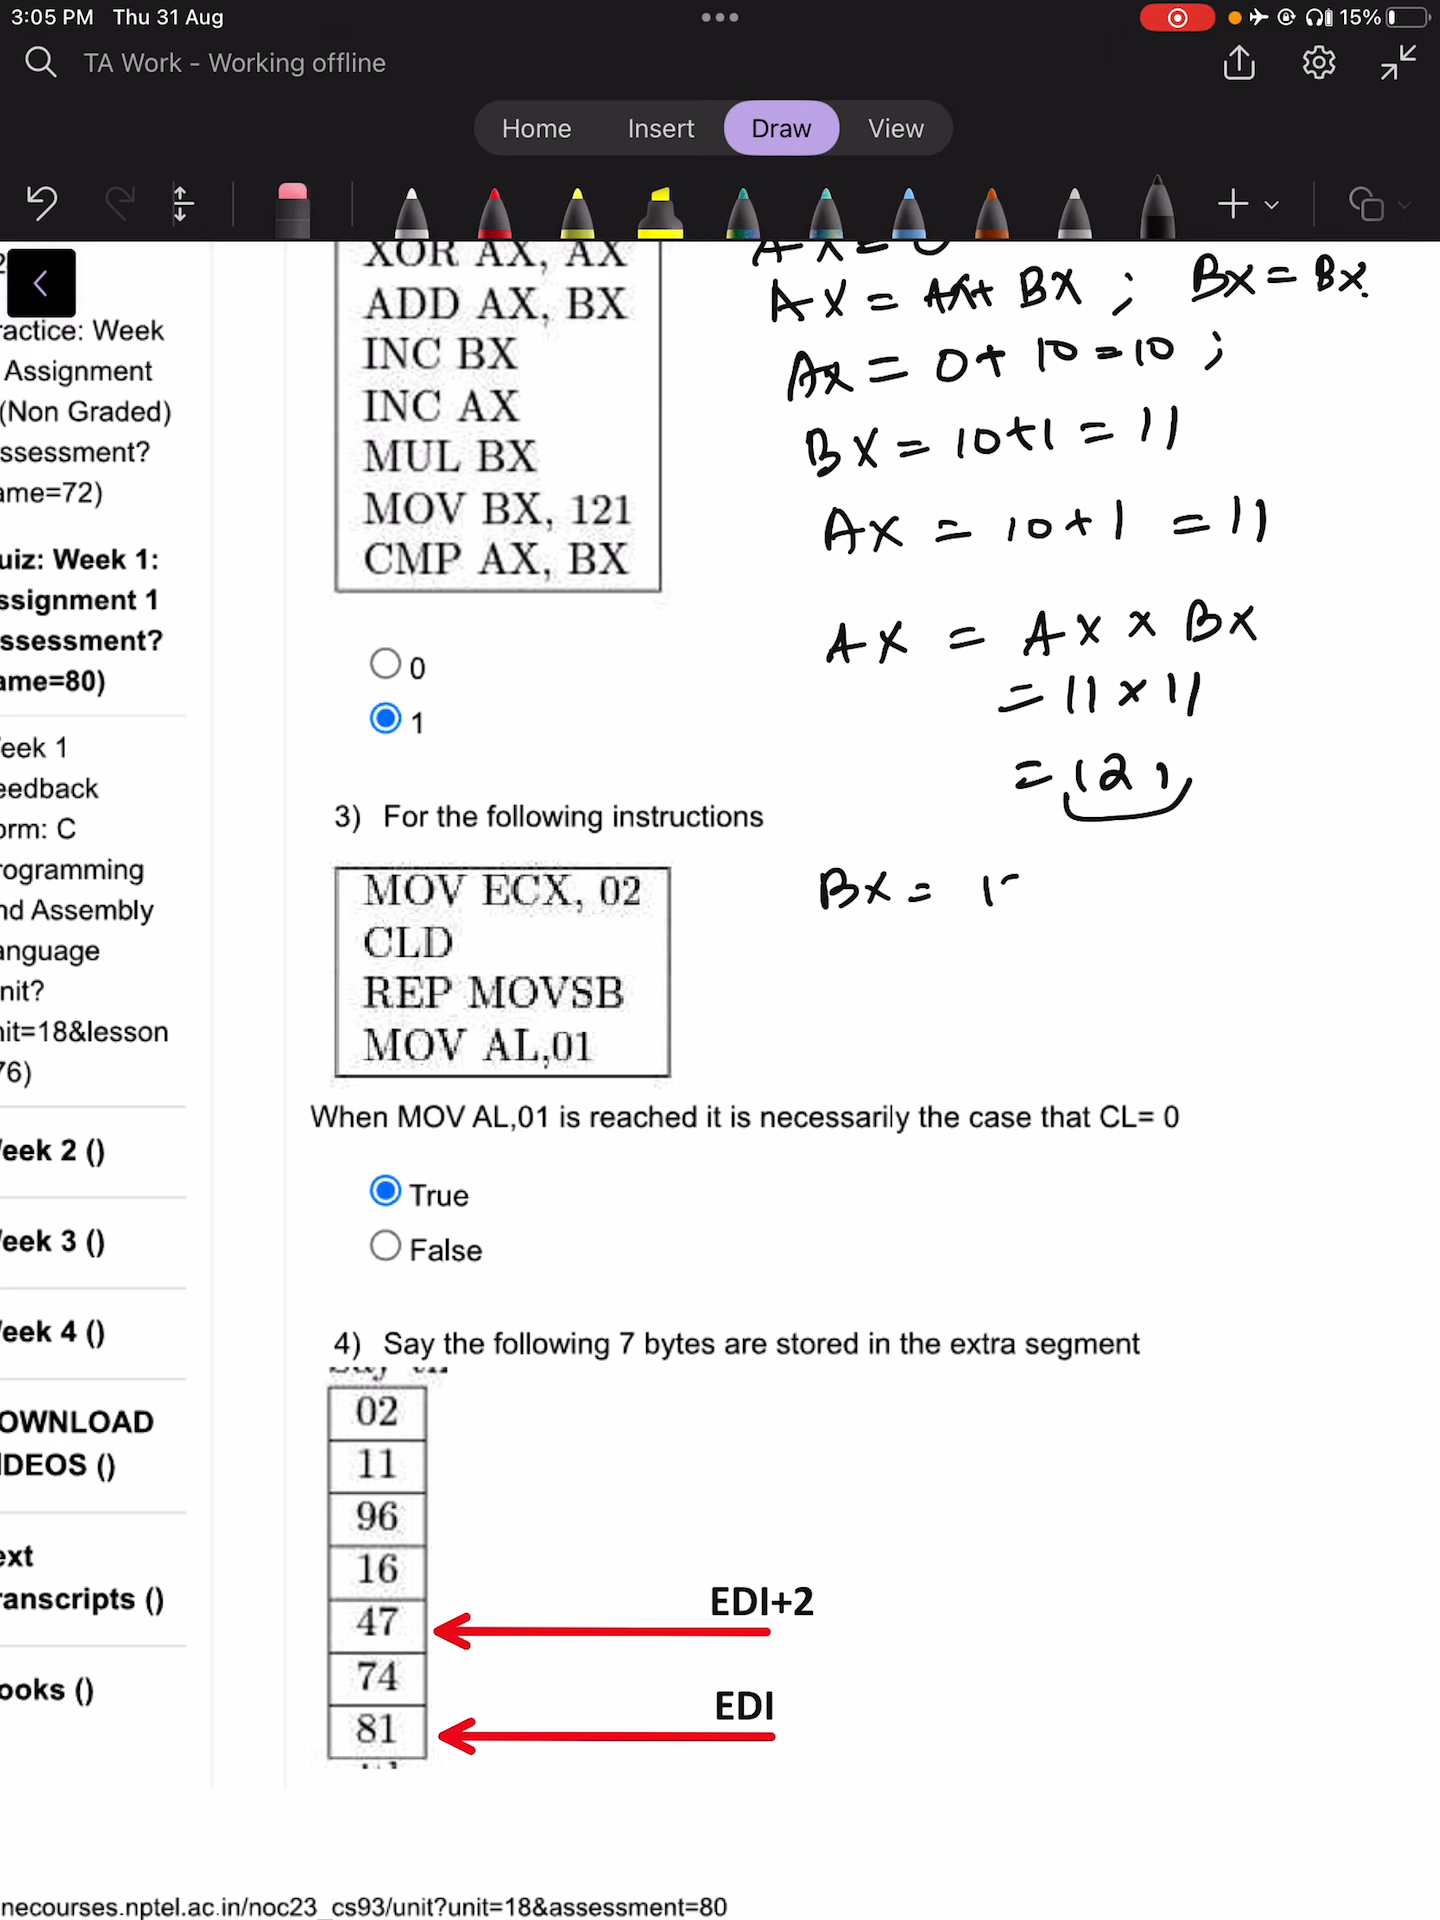 3:05 PM Thu 31 Aug
15%
TA Work - Working offline
Home Insert Draw View
ractice: Week
Assignment
(Non Graded)
ssessment?
ame=72)
uiz: Week 1:
ssignment 1
ssessment?
ame=80)
eek 1
eedback
orm: C
rogramming
nd Assembly
anguage
nit?
nit=18&lesson
76)
eek 2 ()
eek 3 ()
eek 4 ()
OWNLOAD
IDEOS ()
ext
ranscripts ()
ooks ()
XOR AX, AX
ADD AX, BX
INC BX
INC AX
MUL BX
MOV BX, 121
CMP AX, BX
0
1
3) For the following instructions
MOV ECX, 02
CLD
REP MOVSB
MOV AL,01
When MOV AL,01 is reached it is necessarily the case that CL= 0
True
False
4) Say the following 7 bytes are stored in the extra segment
02
11
96
16
47
74
81
EDI+2
EDI
AX = 0
AX = AX+ BX ; BX = BX
AX = 0+ 10 = 10 ;
BX = 10+1 = 11
AX = 10+1 = 11
AX = AX x BX
= 11 x 11
= 121
BX =
necourses.nptel.ac.in/noc23_cs93/unit?unit=18&assessment=80